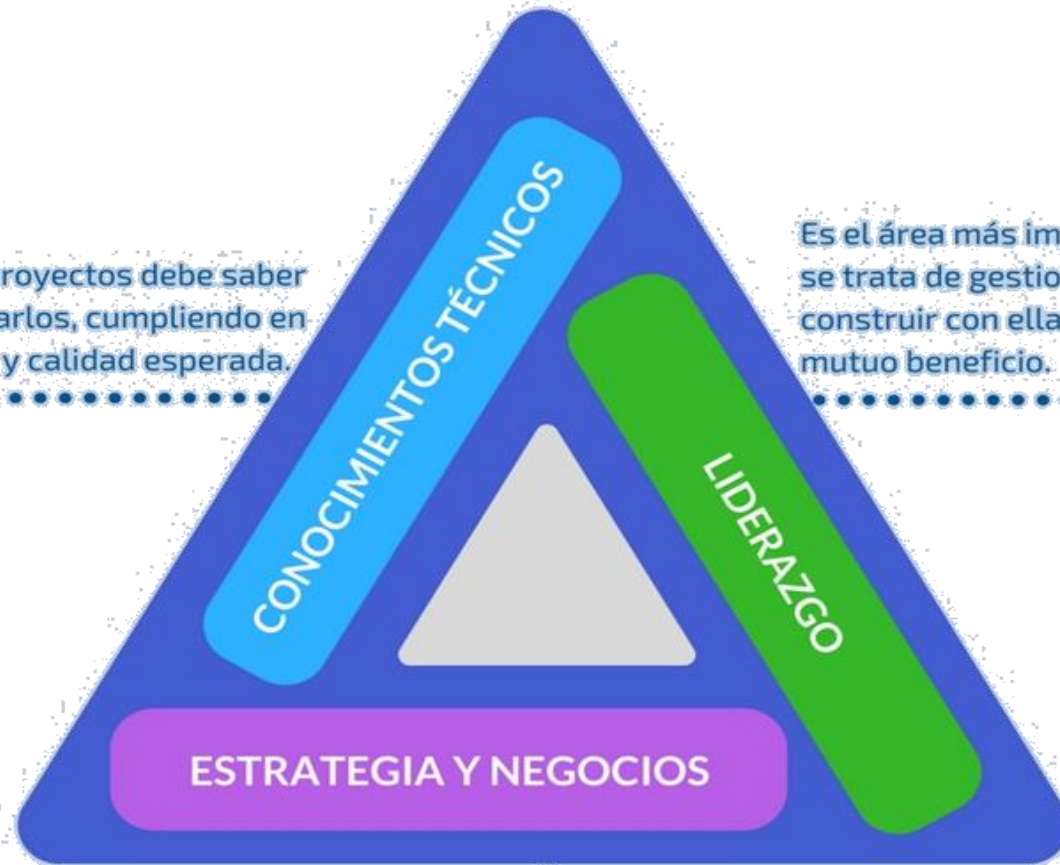 royectos debe saber
arlos, cumpliendo en
y calidad esperada.
CONOCIMIENTOS TÉCNICOS
Es el área más im
se trata de gestio
construir con ella
mutuo beneficio.
LIDERAZGO
ESTRATEGIA Y NEGOCIOS